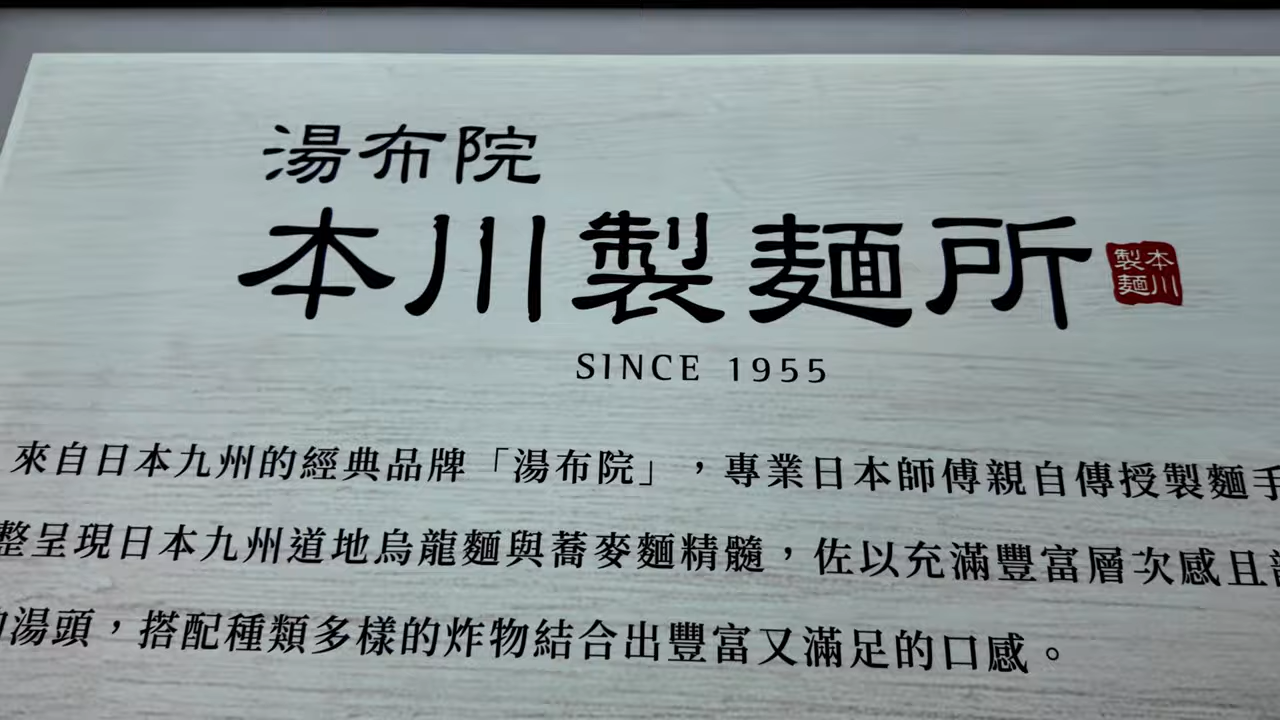 湯布院
本川製麵所
本川
製麵
SINCE 1955
來自日本九州的經典品牌「湯布院」，專業日本師傅親自傳授製麵手
整呈現日本九州道地烏龍麵與蕎麥麵精髓，佐以充滿豐富層次感且
湯頭，搭配種類多樣的炸物結合出豐富又滿足的口感。